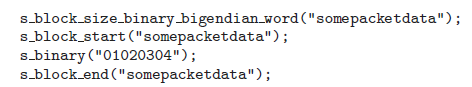 s_block_size_binary_bigendian_word("somepacketdata");
s_block_start("somepacketdata");
s_binary("01020304");
s_block_end("somepacketdata");